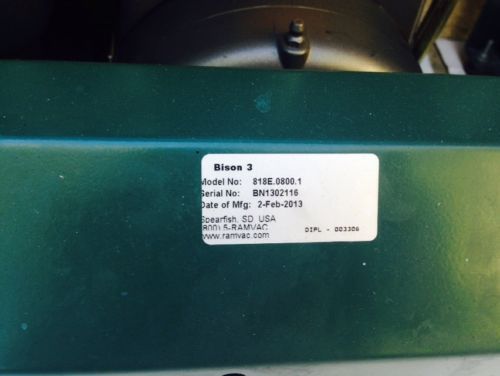 Bison 3
Model No: 818E.0800.1
Serial No: BN1302116
Date of Mfg: 2-Feb-2013
Spearfish, SD USA
(800) 5-RAMVAC
www.ramvac.com
DIPL - 003306